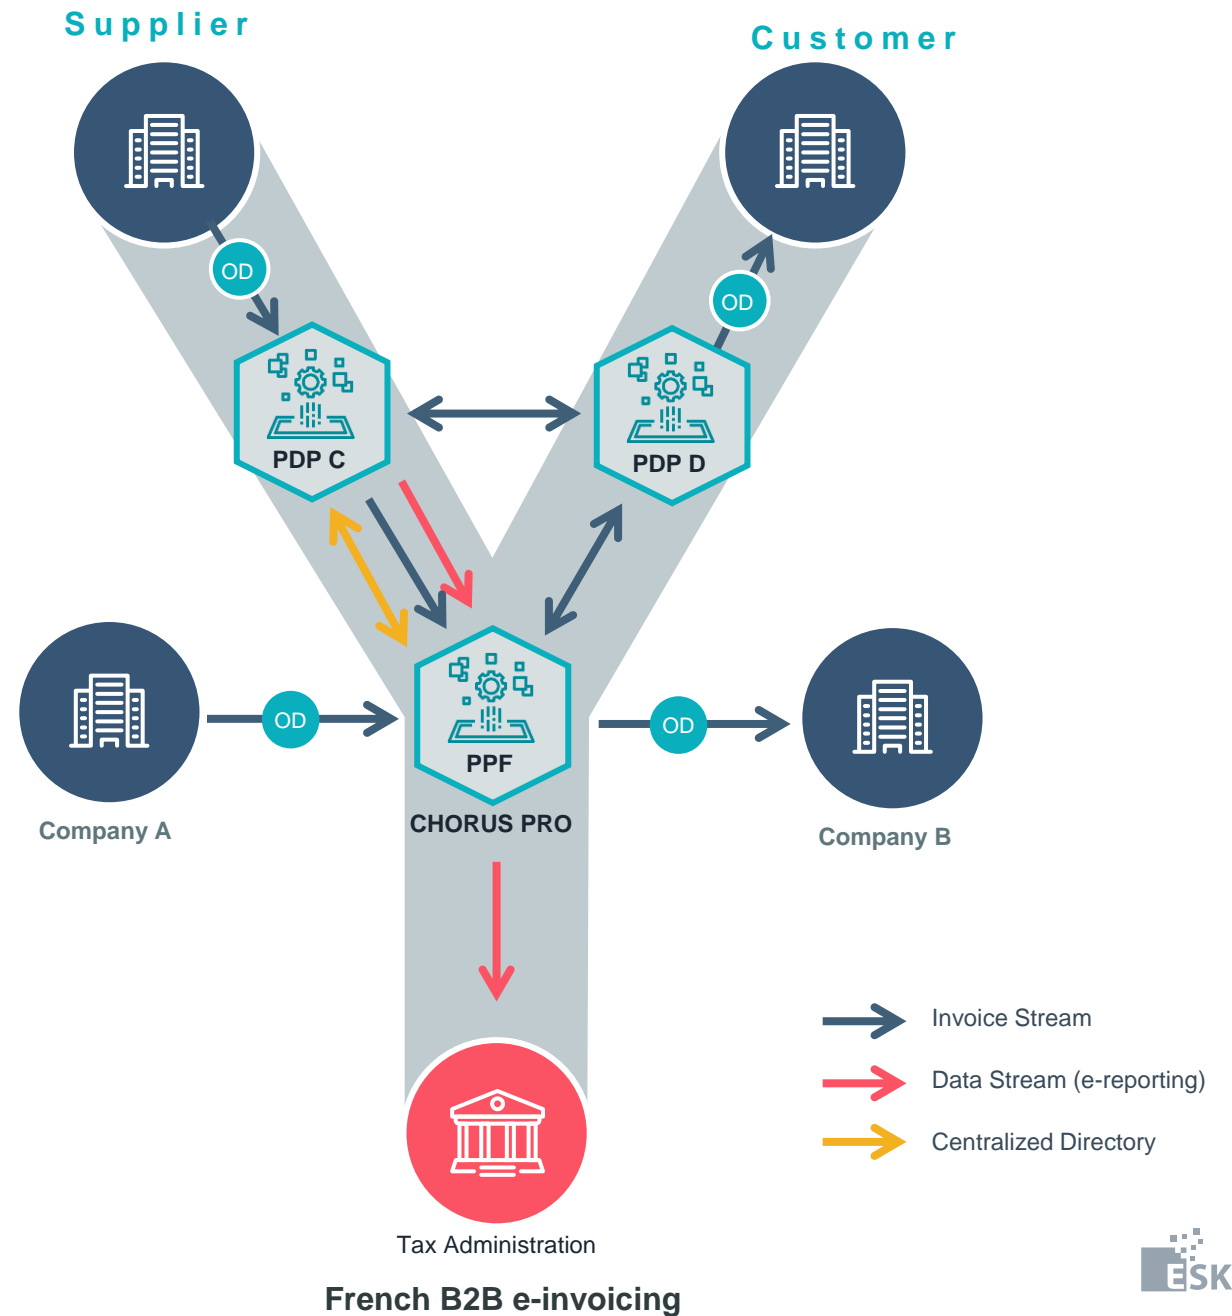 Supplier
Customer
OD
OD
PDP C
PDP D
OD
OD
PPF
CHORUS PRO
Company A
Company B
Invoice Stream
Data Stream (e-reporting)
Centralized Directory
Tax Administration
French B2B e-invoicing
ESK